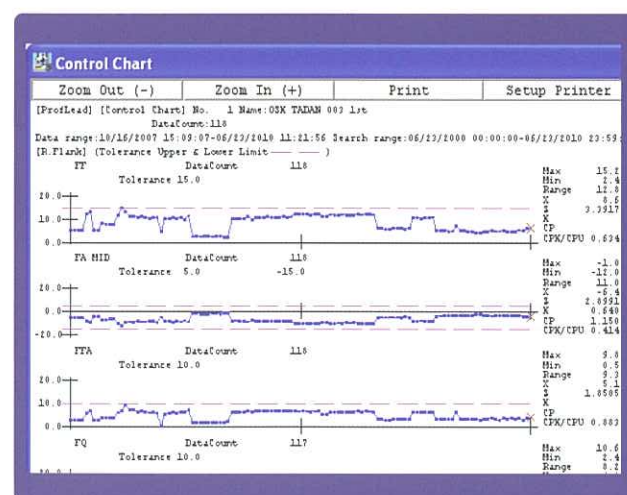 Control Chart
Zoom Out (-) Zoom In (+) Print Setup Printer
[ProfLead] [Control Chart] No. 1 Name:OSK TADAN 003
DataCount:118
Data range:10/16/2007 15:03:07-06/23/2010 11:21:56 Search range:06/23/2000 00:00:00-06/23/2010 23:59
[R.Flank] (Tolerance Upper & Lower Limit )
FF DataCount 118
Tolerance 15.0
Max 15.2
Min 2.4
Range 12.8
X 8.6
3.3917
K
CP
CPK/CPU 0.634
20.0
10.0
0.0
FA MID DataCount 118
Tolerance 5.0 -15.0
Max -1.0
Min -12.0
Range 11.0
X -6.4
2.8991
K 0.640
CP 1.150
CPK/CPU 0.414
20.0
0.0
-20.0
FFA DataCount 118
Tolerance 10.0
Max 9.8
Min 0.5
Range 9.3
X 5.1
1.8505
K
CP
CPK/CPU 0.883
20.0
10.0
0.0
FQ DataCount 117
Tolerance 10.0
Max 10.6
Min 2.4
Range 8.2